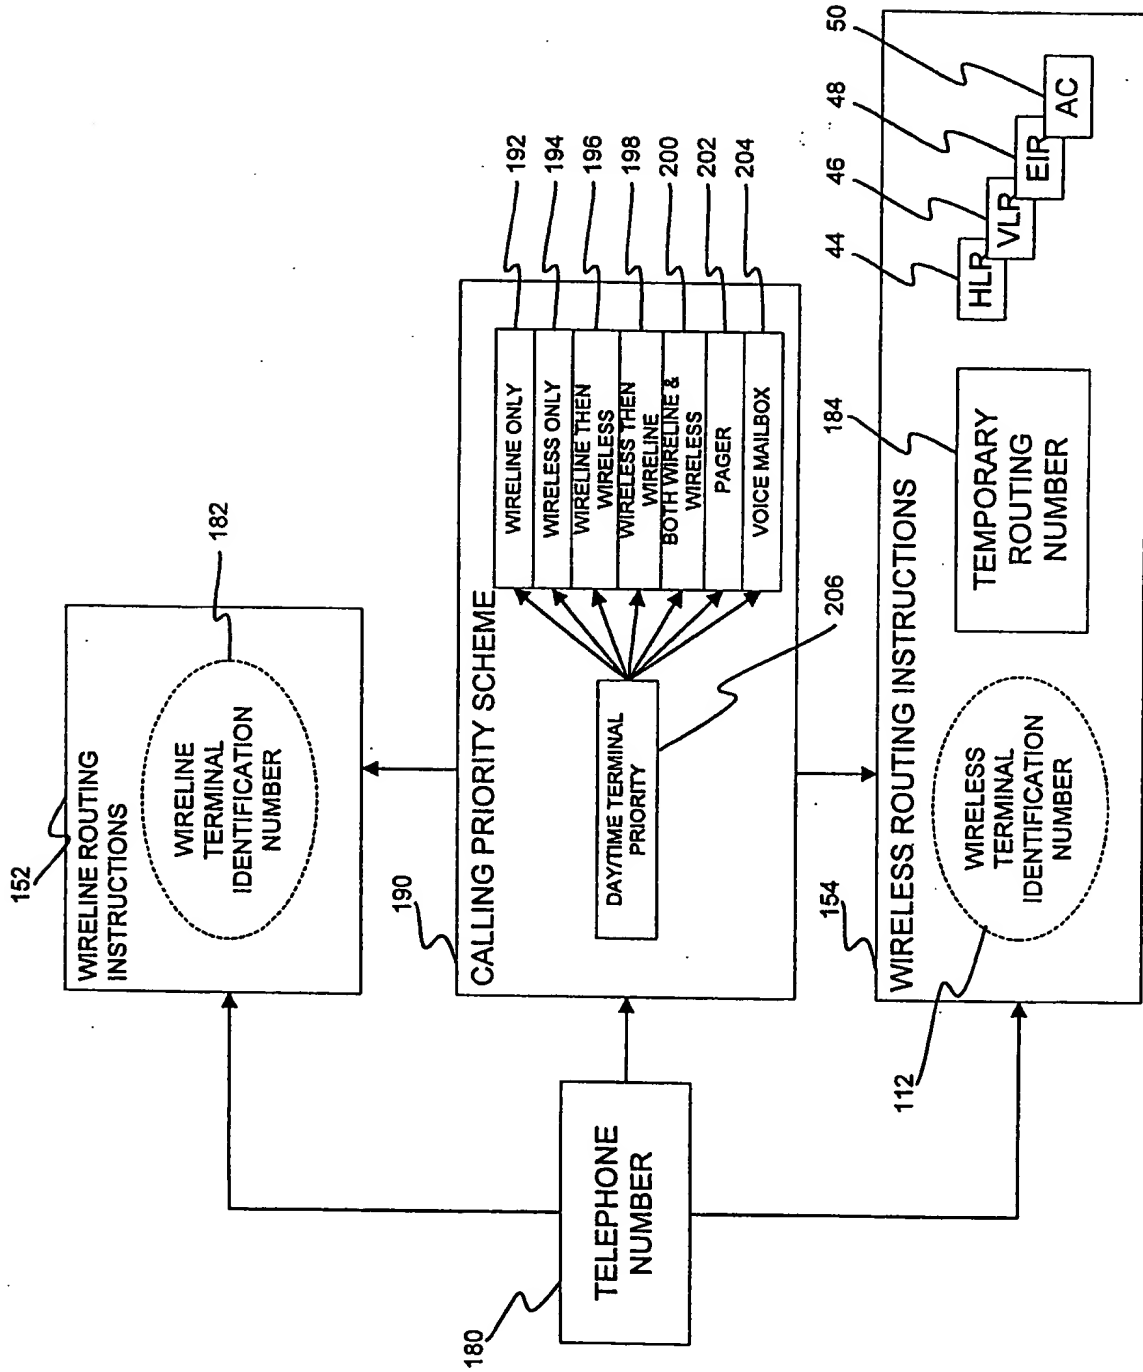 152
WIRELINE ROUTING
INSTRUCTIONS
WIRELINE
TERMINAL
IDENTIFICATION
NUMBER
182
190
CALLING PRIORITY SCHEME
DAY/TIME TERMINAL
PRIORITY
206
WIRELINE ONLY
WIRELESS ONLY
WIRELINE THEN
WIRELESS
WIRELESS THEN
WIRELINE
BOTH WIRELINE &
WIRELESS
PAGER
VOICE MAILBOX
192
194
196
198
200
202
204
180
TELEPHONE
NUMBER
154
WIRELESS ROUTING INSTRUCTIONS
112
WIRELESS
TERMINAL
IDENTIFICATION
NUMBER
184
TEMPORARY
ROUTING
NUMBER
44
46
48
50
HLR
VLR
EIR
AC